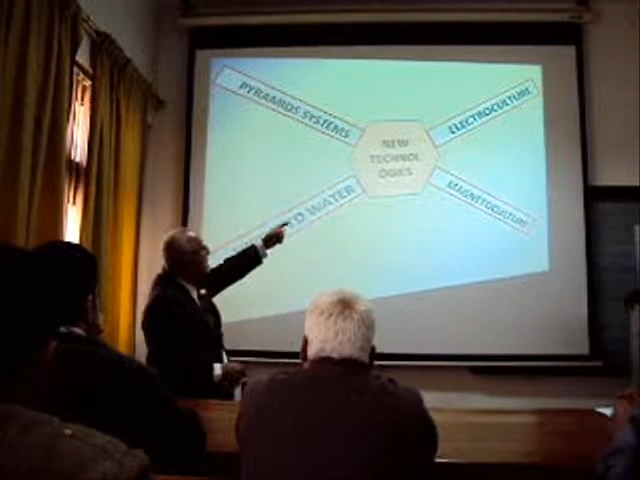 PYRAMIDS SYSTEMS
ELECTROCULTURE
NEW
TECHNOL
OGIES
WATER
MAGNETOCULTURE